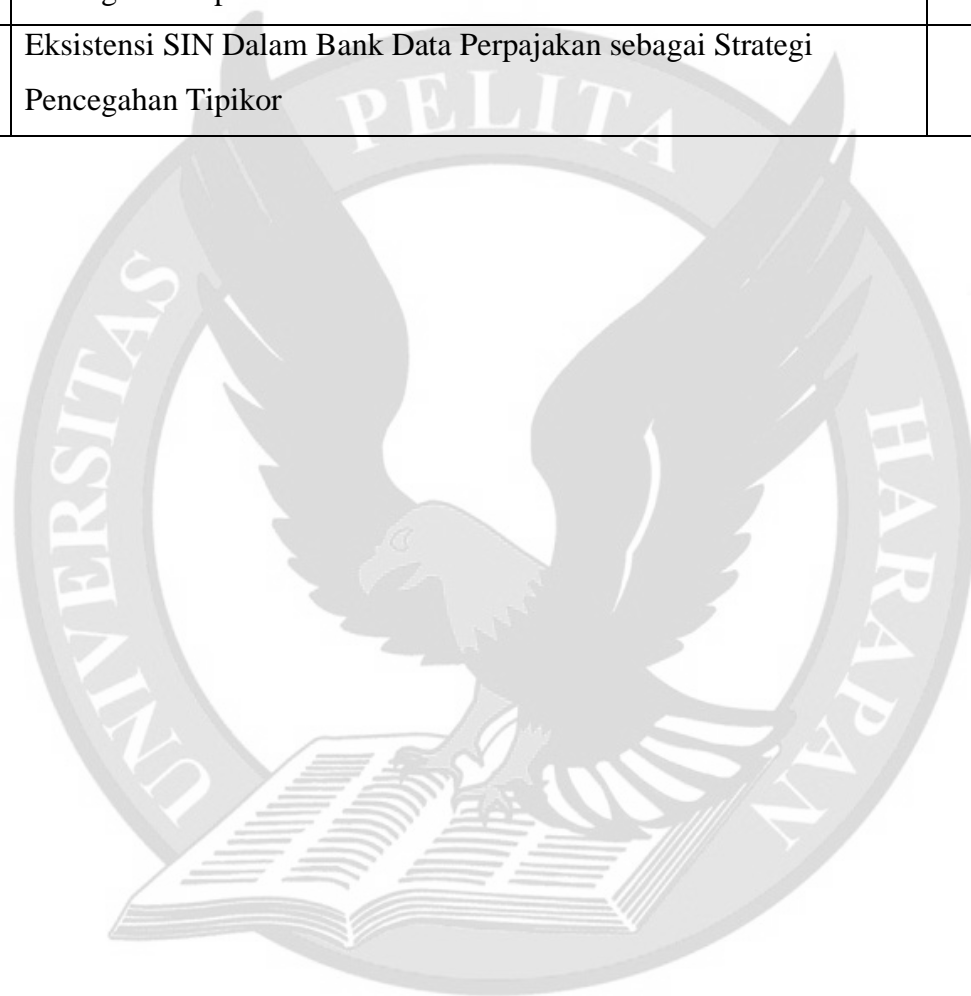 Eksistensi SIN Dalam Bank Data Perpajakan sebagai Strategi
Pencegahan Tipikor
UNIVERSITAS PELITA HARAPAN